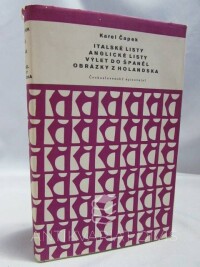 Karel Čapek
ITALSKÉ LISTY
ANGLICKÉ LISTY
VÝLET DO ŠPANĚL
OBRÁZKY Z HOLANDSKA
Československý spisovatel